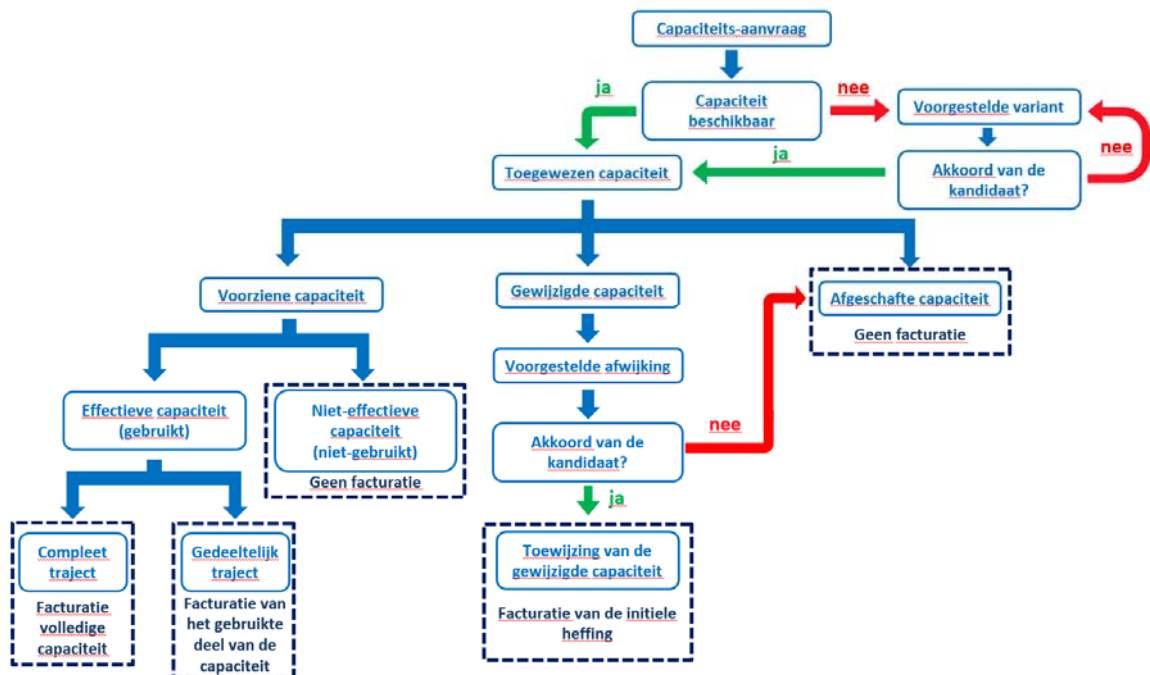 Capaciteits-aanvraag
ja
Capaciteit
beschikbaar
nee
Voorgestelde variant
nee
ja
Akkoord van de
kandidaat?
Toegewezen capaciteit
Voorziene capaciteit
Gewijzigde capaciteit
Afgeschafte capaciteit
Geen facturatie
Voorgestelde afwijking
Effectieve capaciteit
(gebruikt)
Niet-effectieve
capaciteit
(niet-gebruikt)
Geen facturatie
Akkoord van de
kandidaat?
nee
ja
Compleet
traject
Facturatie
volledige
capaciteit
Gedeeltelijk
traject
Facturatie van
het gebruikte
deel van de
capaciteit
Toewijzing van de
gewijzigde capaciteit
Facturatie van de initiele
heffing